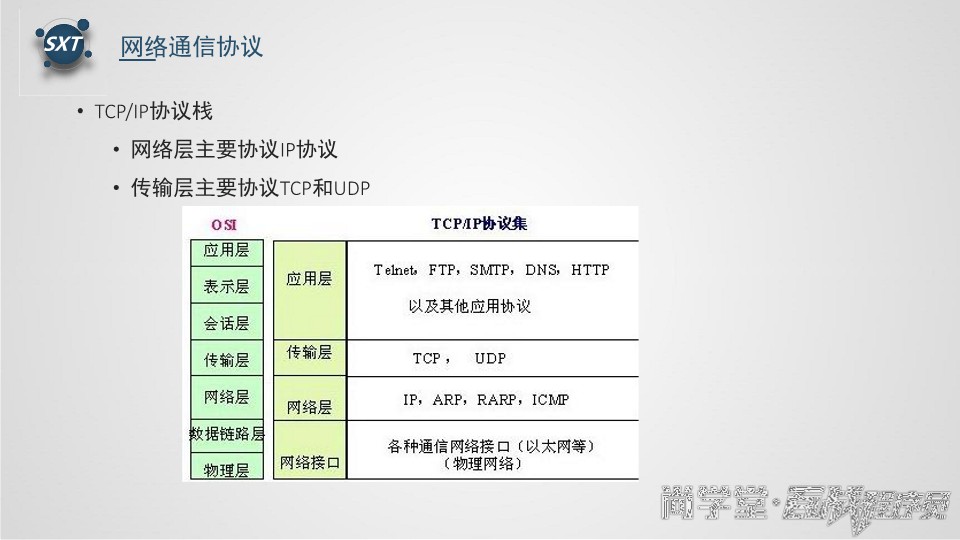 SXT
网络通信协议
• TCP/IP协议栈
• 网络层主要协议IP协议
• 传输层主要协议TCP和UDP
OSI
TCP/IP协议集
应用层
表示层
会话层
传输层
网络层
数据链路层
物理层
应用层
Telnet，FTP，SMTP，DNS，HTTP
以及其他应用协议
传输层
TCP， UDP
网络层
IP，ARP，RARP，ICMP
网络接口
各种通信网络接口（以太网等）
（物理网络）
尚学堂·